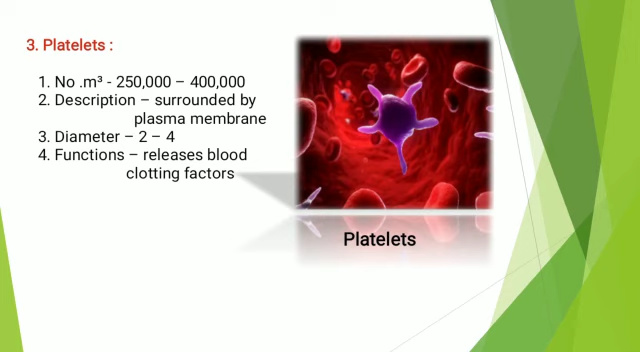 3. Platelets :
1. No .m³ - 250,000 – 400,000
2. Description – surrounded by
plasma membrane
3. Diameter – 2 – 4
4. Functions – releases blood
clotting factors
Platelets